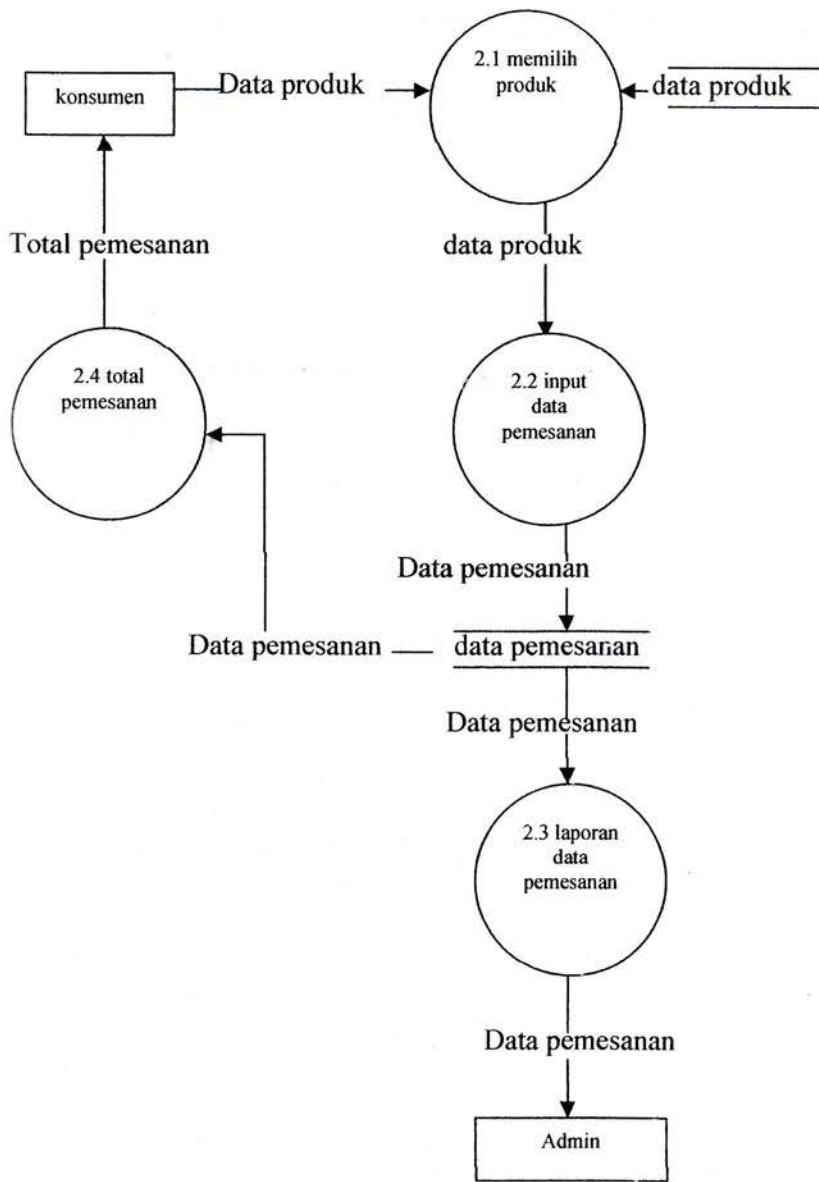 konsumen
Data produk
2.1 memilih
produk
data produk
Total pemesanan
data produk
2.4 total
pemesanan
2.2 input
data
pemesanan
Data pemesanan
Data pemesanan
data pemesanan
Data pemesanan
2.3 laporan
data
pemesanan
Data pemesanan
Admin